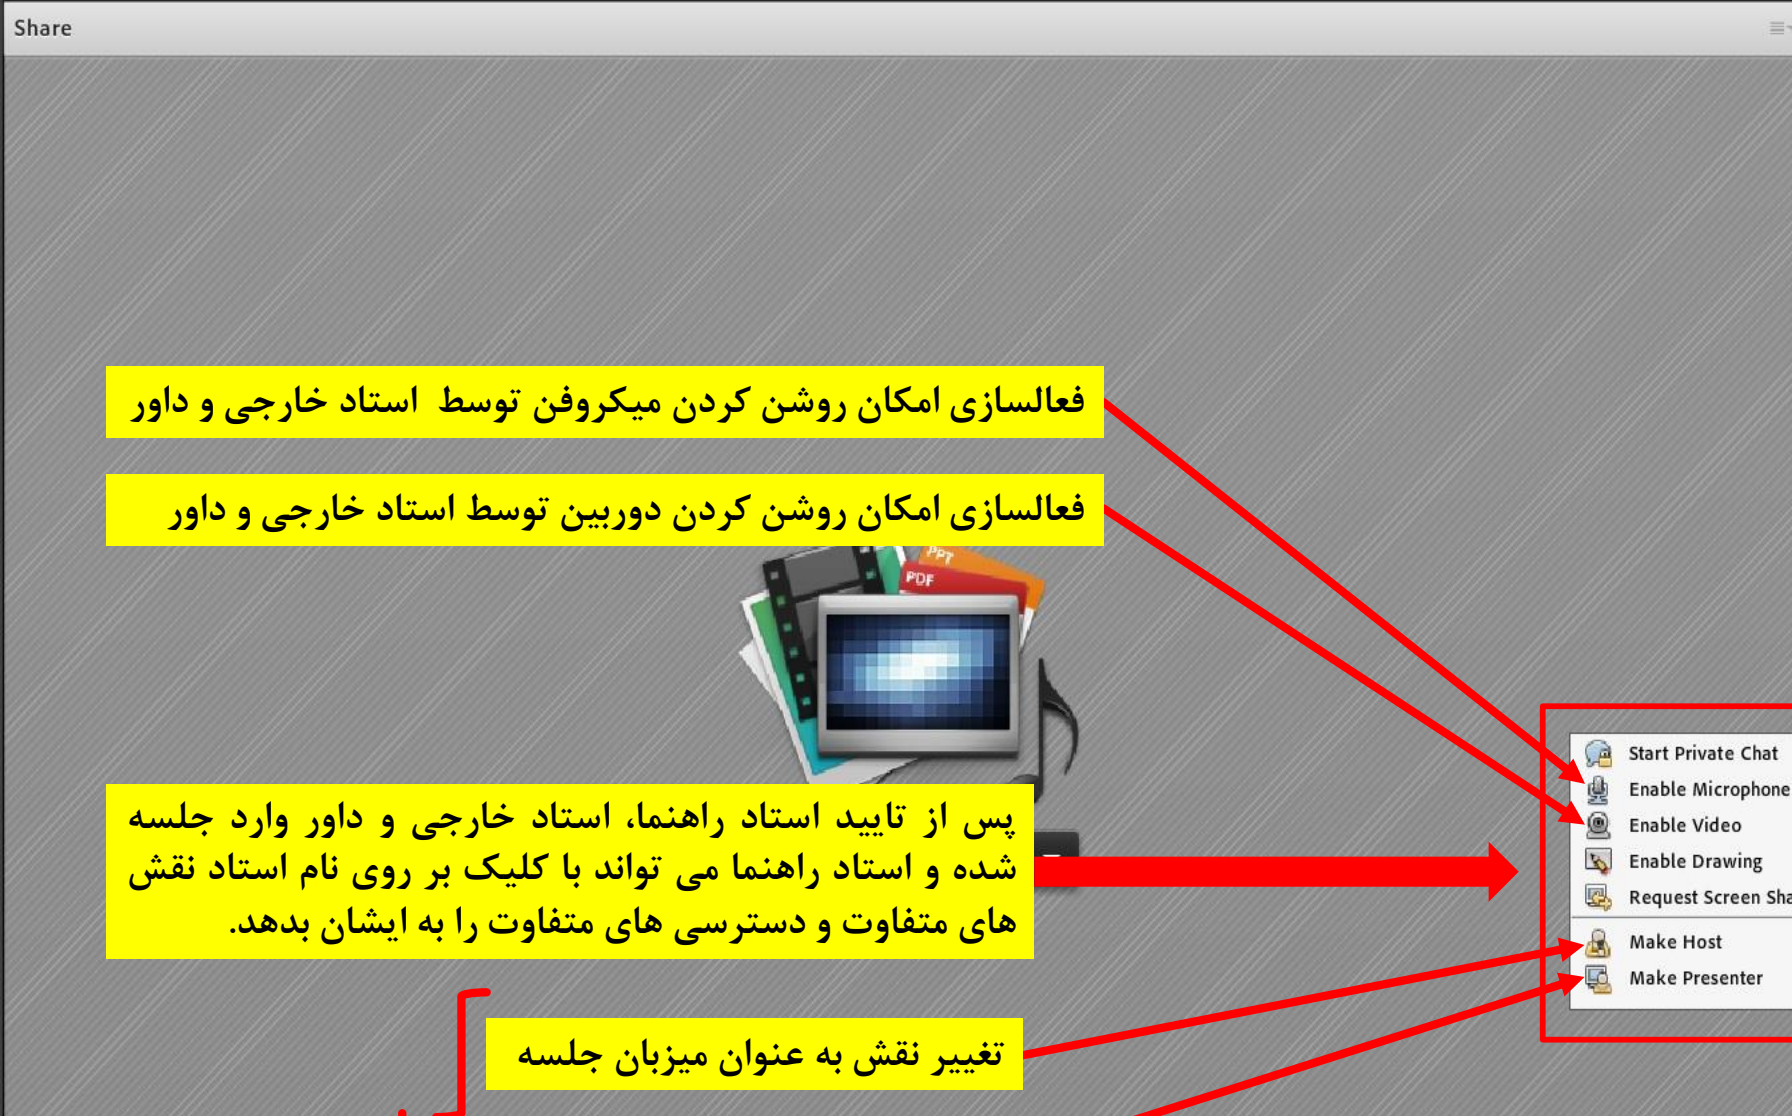 Share
فعالسازی امکان روشن کردن میکروفن توسط استاد خارجی و داور
فعالسازی امکان روشن کردن دوربین توسط استاد خارجی و داور
PPT
PDF
پس از تایید استاد راهنما، استاد خارجی و داور وارد جلسه
شده و استاد راهنما می تواند با کلیک بر روی نام استاد نقش
های متفاوت و دسترسی های متفاوت را به ایشان بدهد.
Start Private Chat
Enable Microphone
Enable Video
Enable Drawing
Request Screen Sha
Make Host
Make Presenter
تغییر نقش به عنوان میزبان جلسه